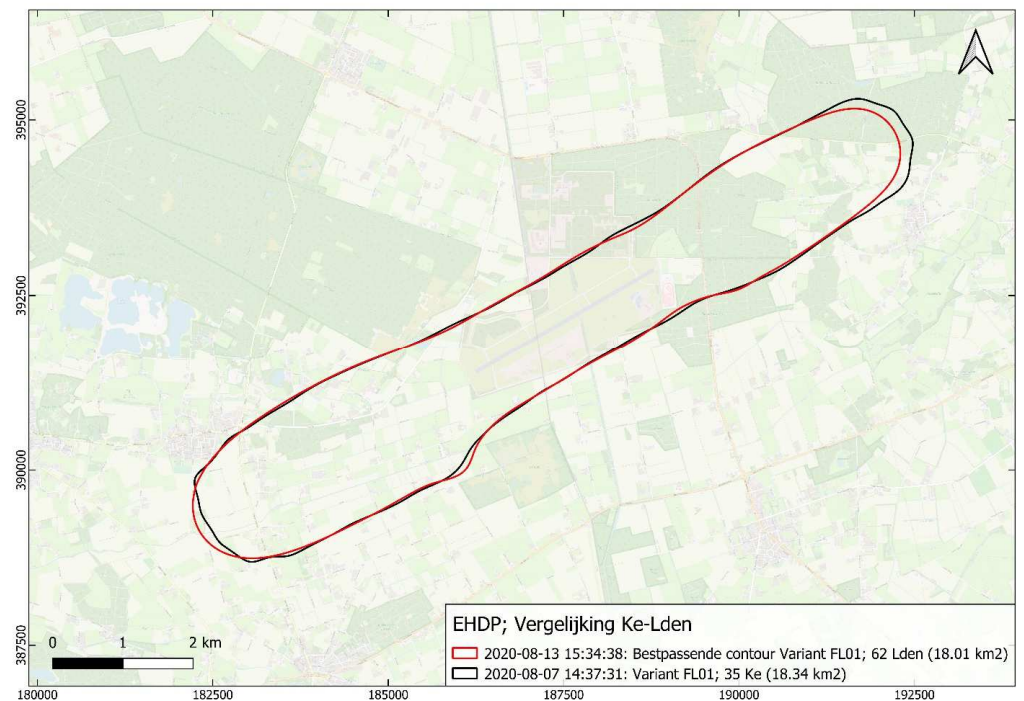 395000
392500
390000
387500
0 1 2 km
EHDP; Vergelijking Ke-Lden
2020-08-13 15:34:38: Bestpassende contour Variant FL01; 62 Lden (18.01 km2)
2020-08-07 14:37:31: Variant FL01; 35 Ke (18.34 km2)
180000 182500 185000 187500 190000 192500